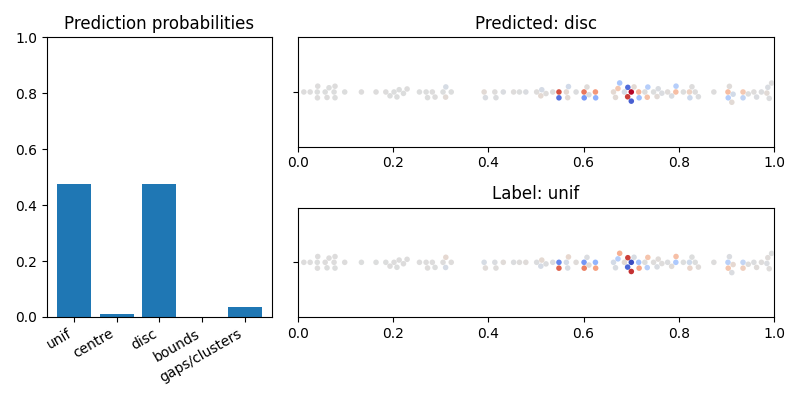 Prediction probabilities
1.0
0.8
0.6
0.4
0.2
0.0
unif
centre
disc
bounds
gaps/clusters
Predicted: disc
0.0 0.2 0.4 0.6 0.8 1.0
Label: unif
0.0 0.2 0.4 0.6 0.8 1.0